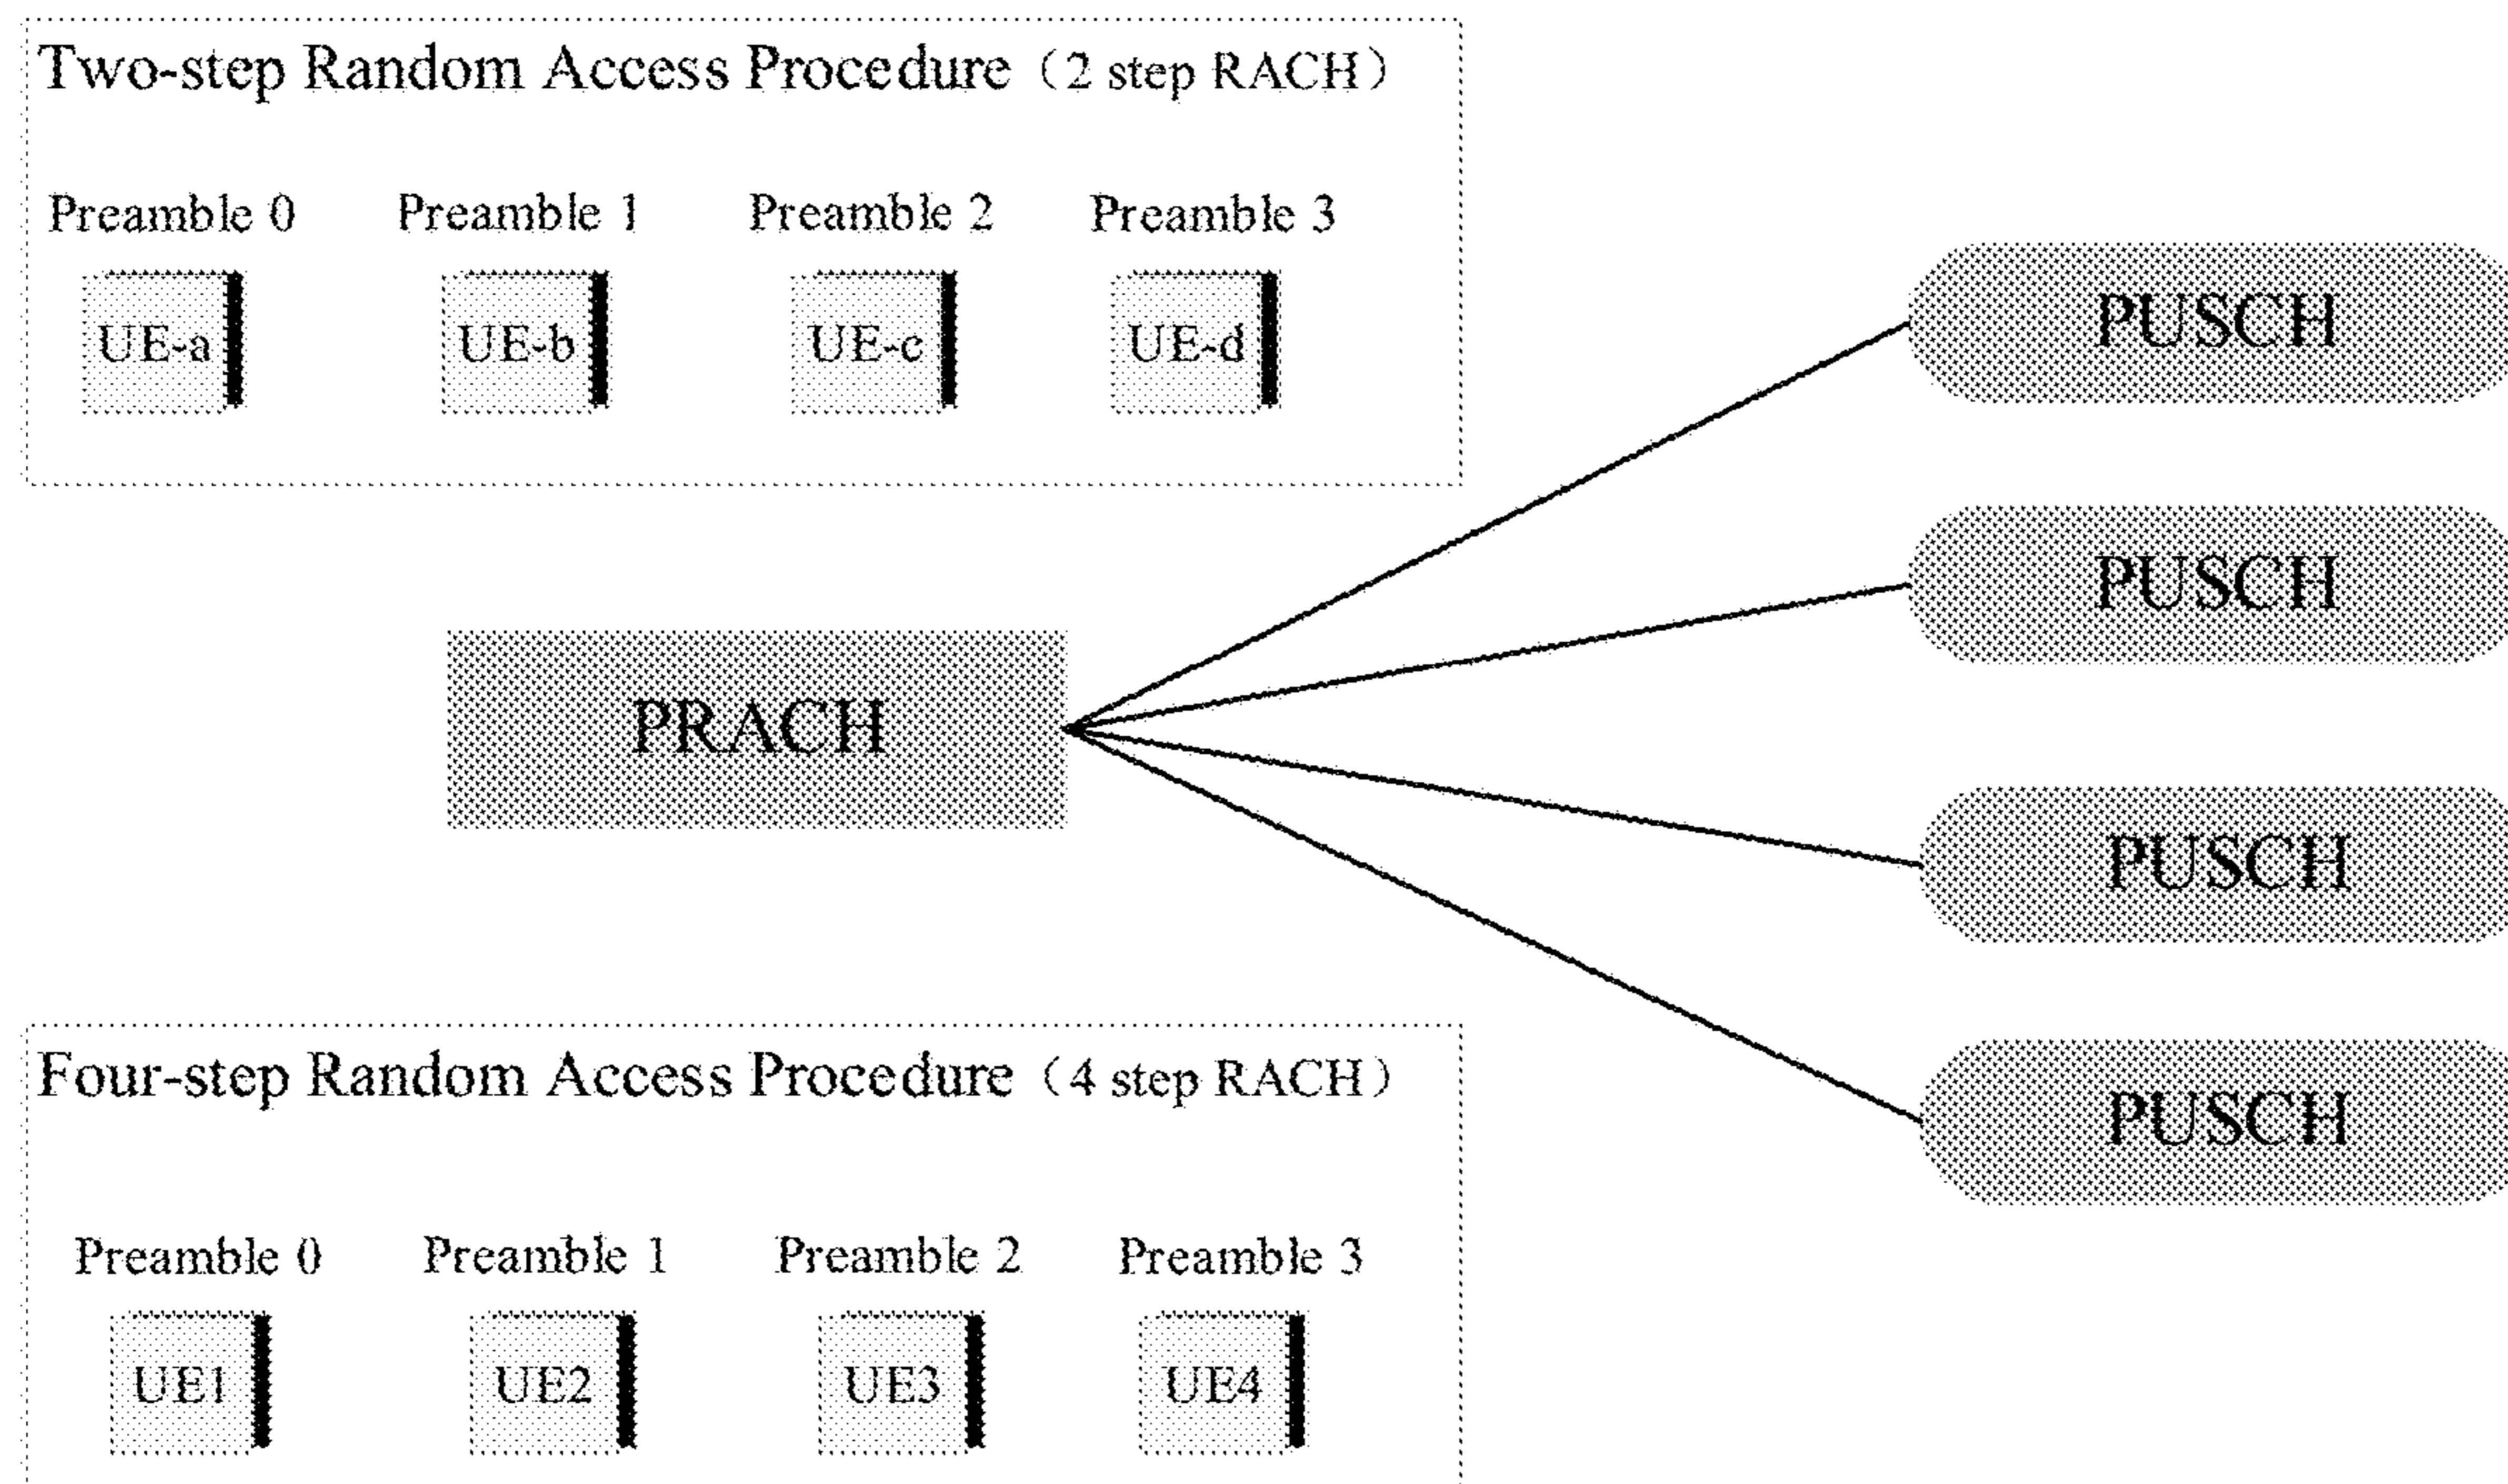 Two-step Random Access Procedure（2 step RACH）
Preamble 0 Preamble 1 Preamble 2 Preamble 3
UE-a UE-b UE-c UE-d
PUSCH
PUSCH
PRACH
PUSCH
PUSCH
Four-step Random Access Procedure（4 step RACH）
Preamble 0 Preamble 1 Preamble 2 Preamble 3
UE1 UE2 UE3 UE4